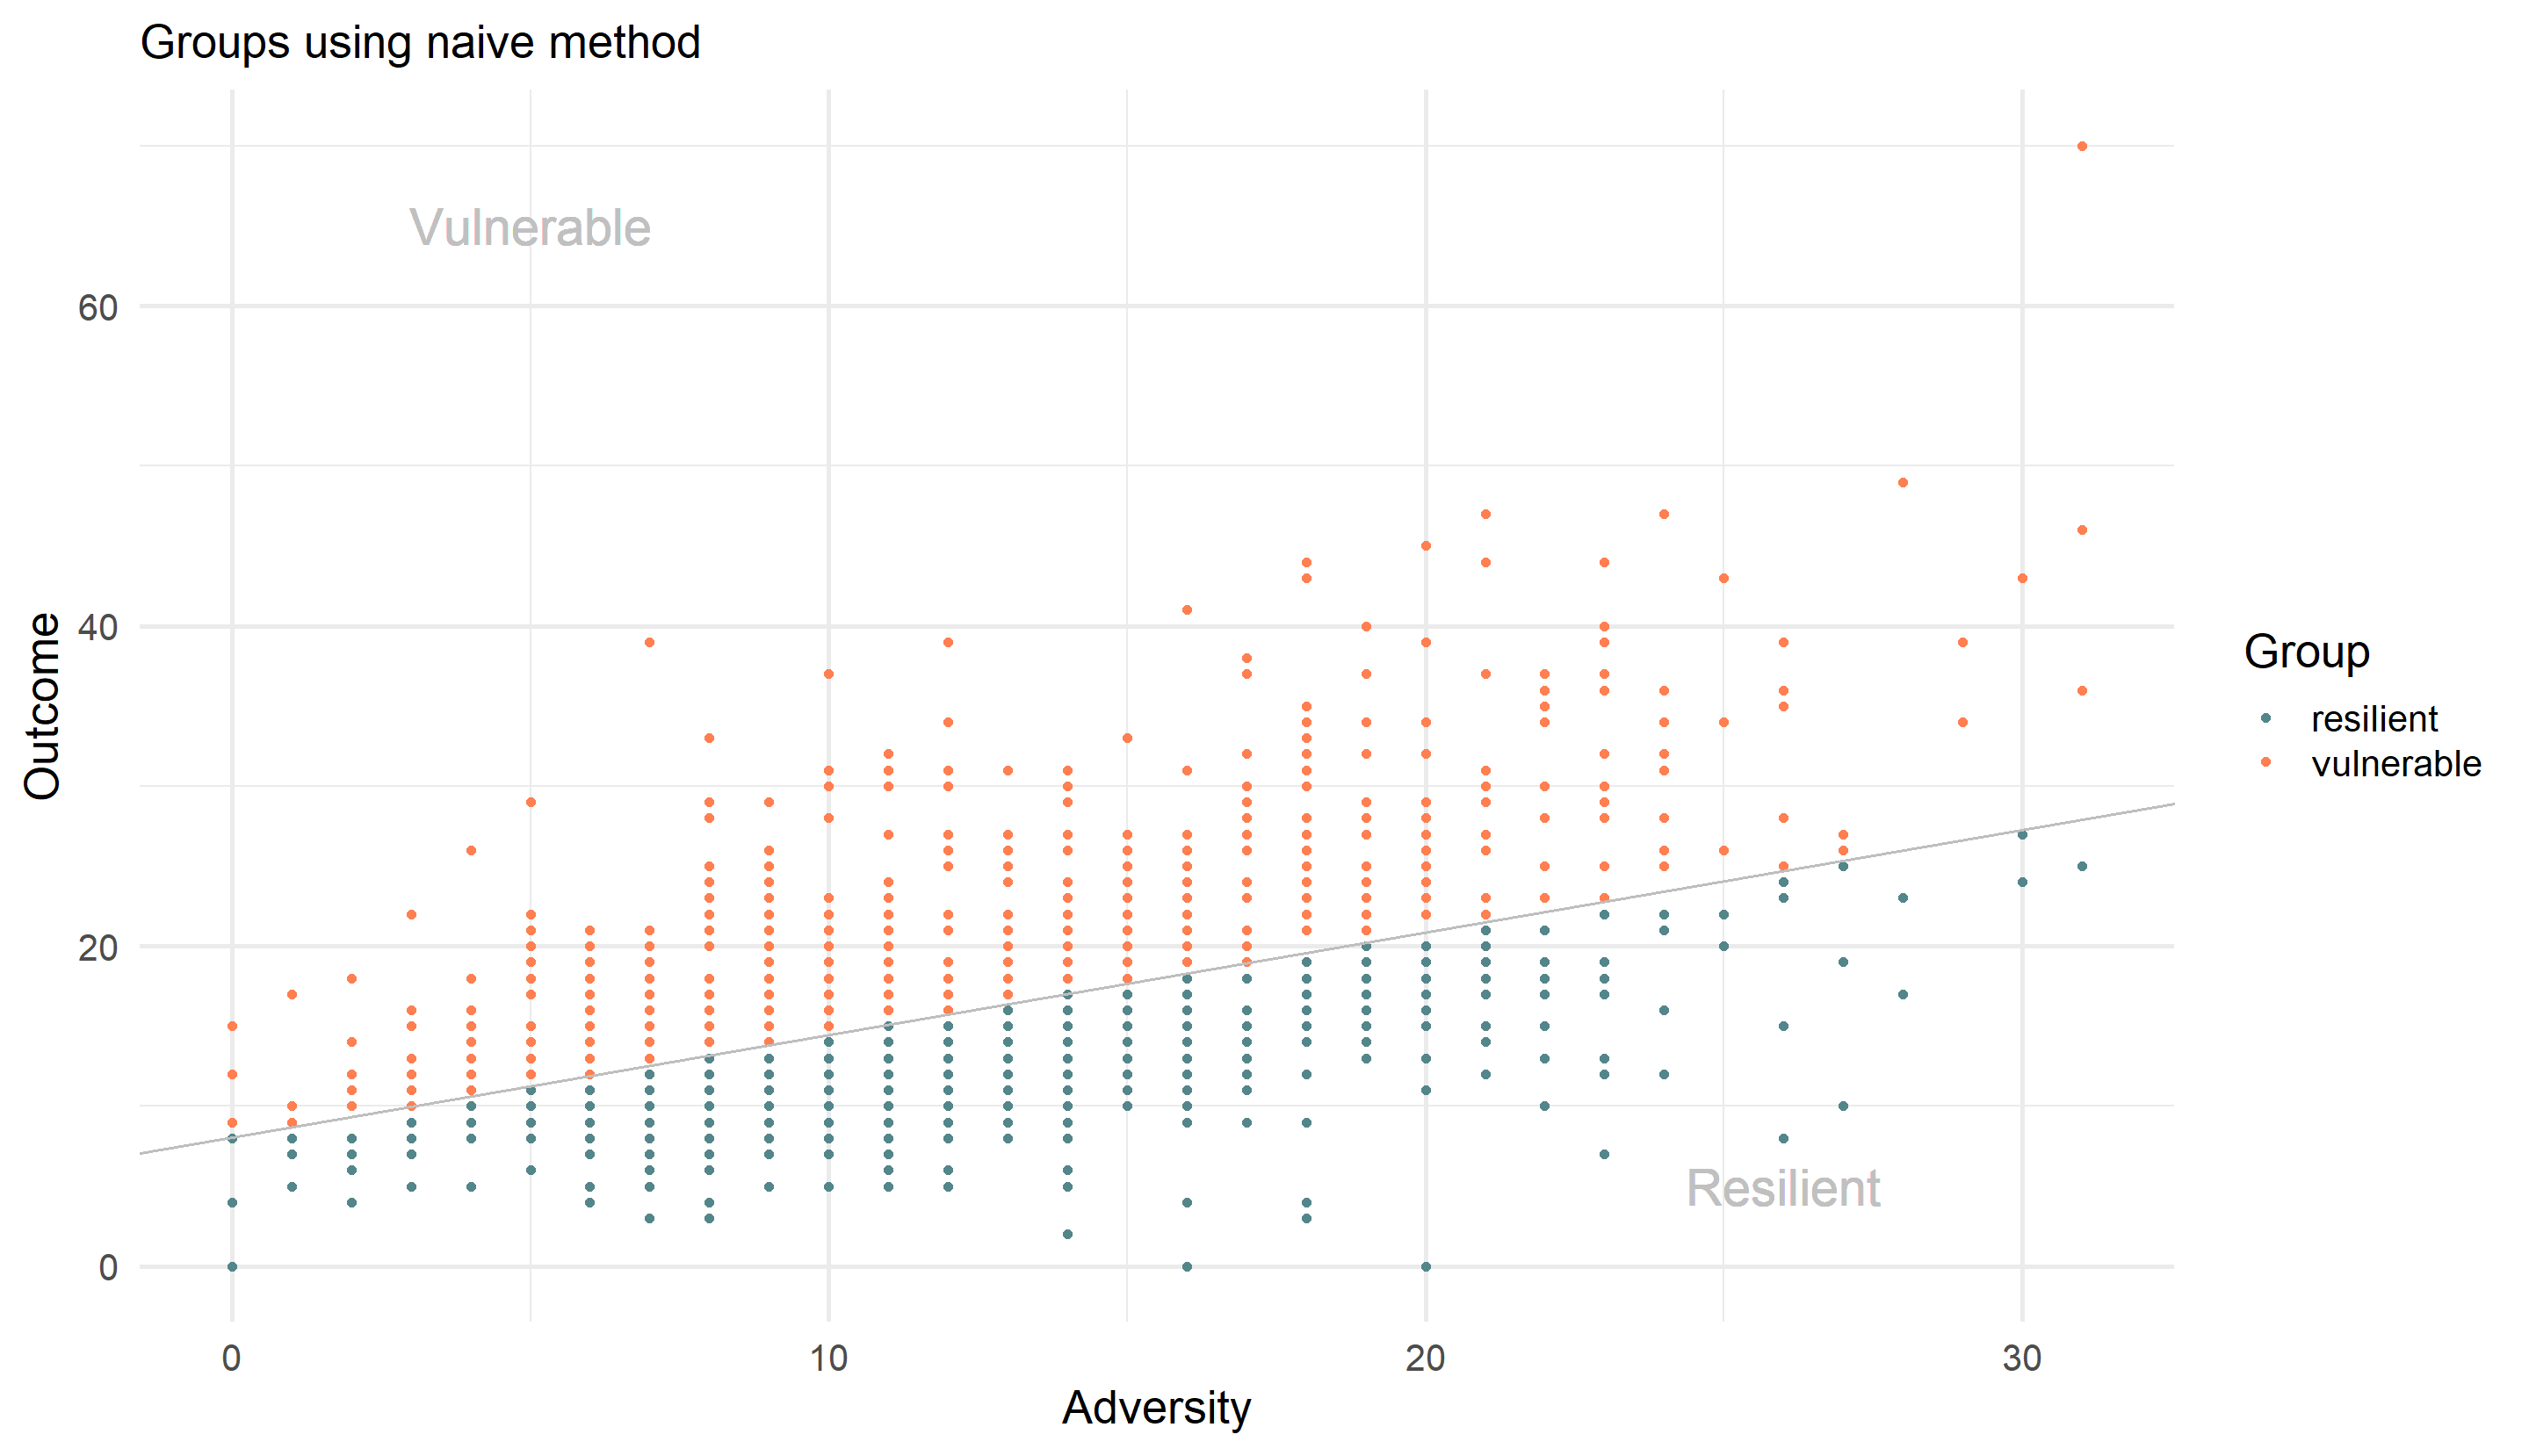 Groups using naive method
Vulnerable
60
40
20
0
Outcome
Resilient
0 10 20 30
Adversity
Group
resilient
vulnerable